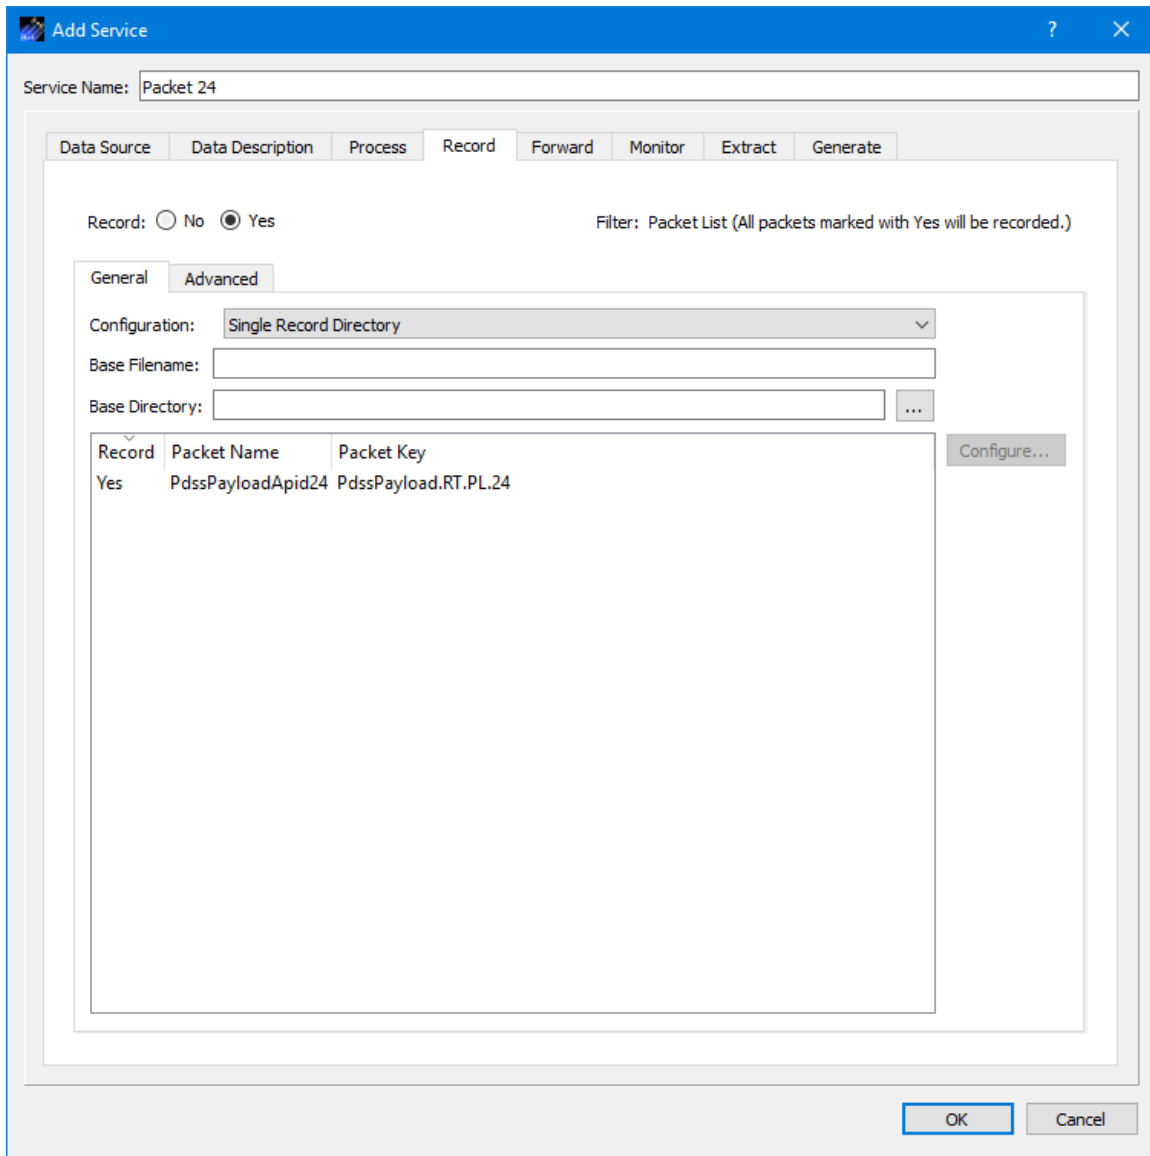 Add Service
Service Name: Packet 24
Data Source Data Description Process Record Forward Monitor Extract Generate
Record: No Yes Filter: Packet List (All packets marked with Yes will be recorded.)
General Advanced
Configuration: Single Record Directory
Base Filename:
Base Directory: ...
Record Packet Name Packet Key Configure...
Yes PdssPayloadApid24 PdssPayload.RT.PL.24
OK Cancel